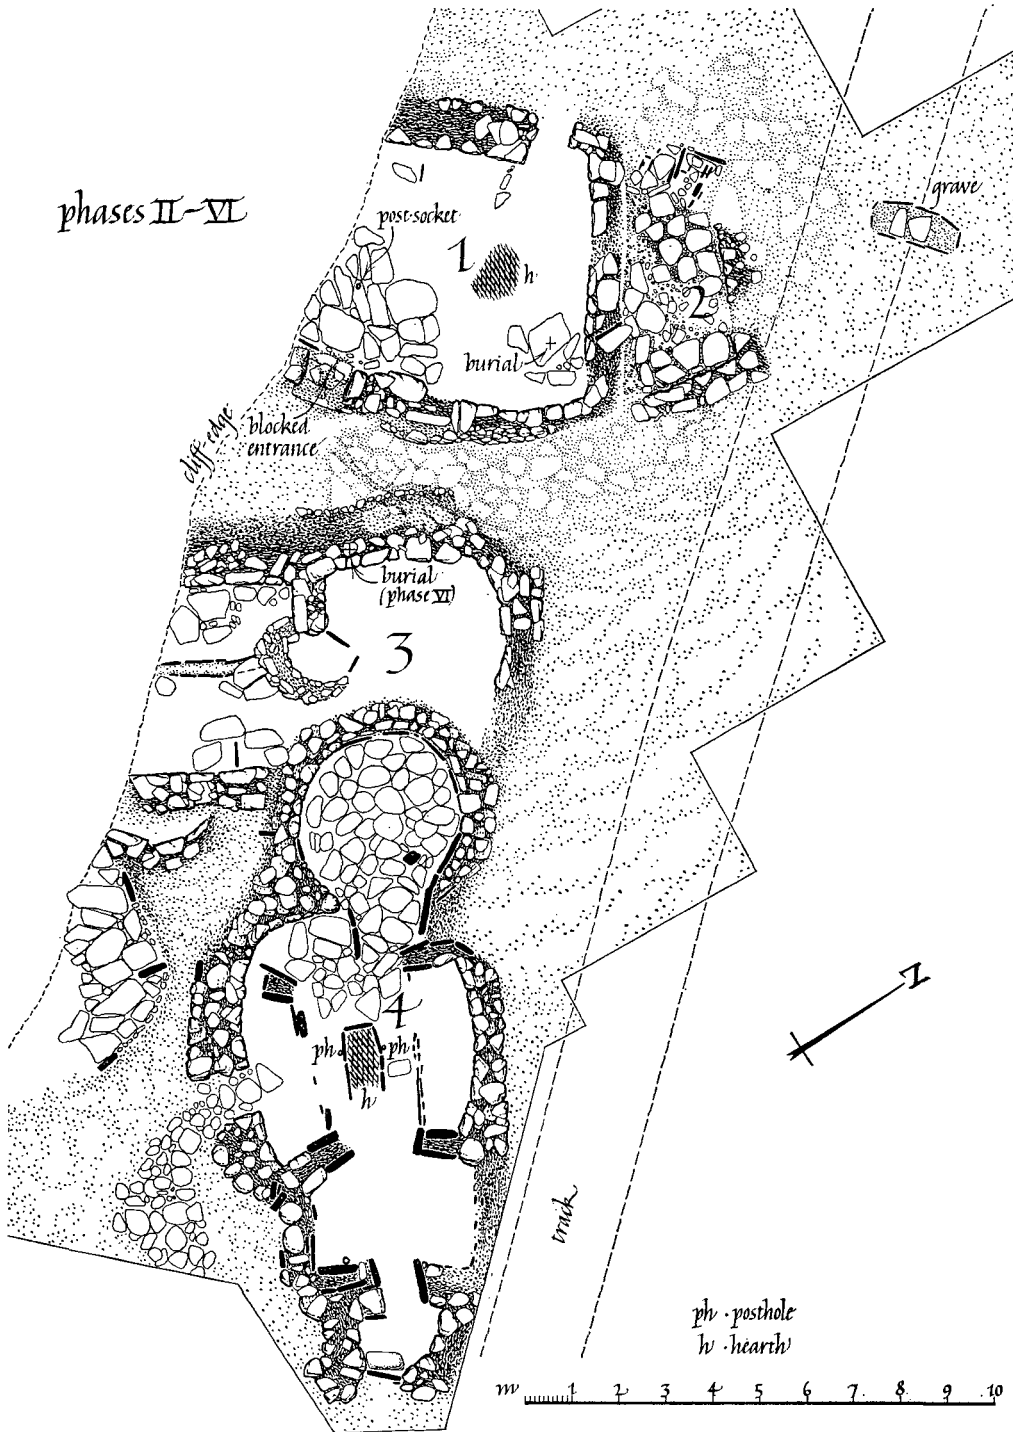 phases II-VI
grave
post-socket
1
h
2
burial
blocked
entrance
cliff edge
burial
(phase VI)
3
4
ph
ph
h
N
track
ph · posthole
h · hearth
m 1 2 3 4 5 6 7 8 9 10